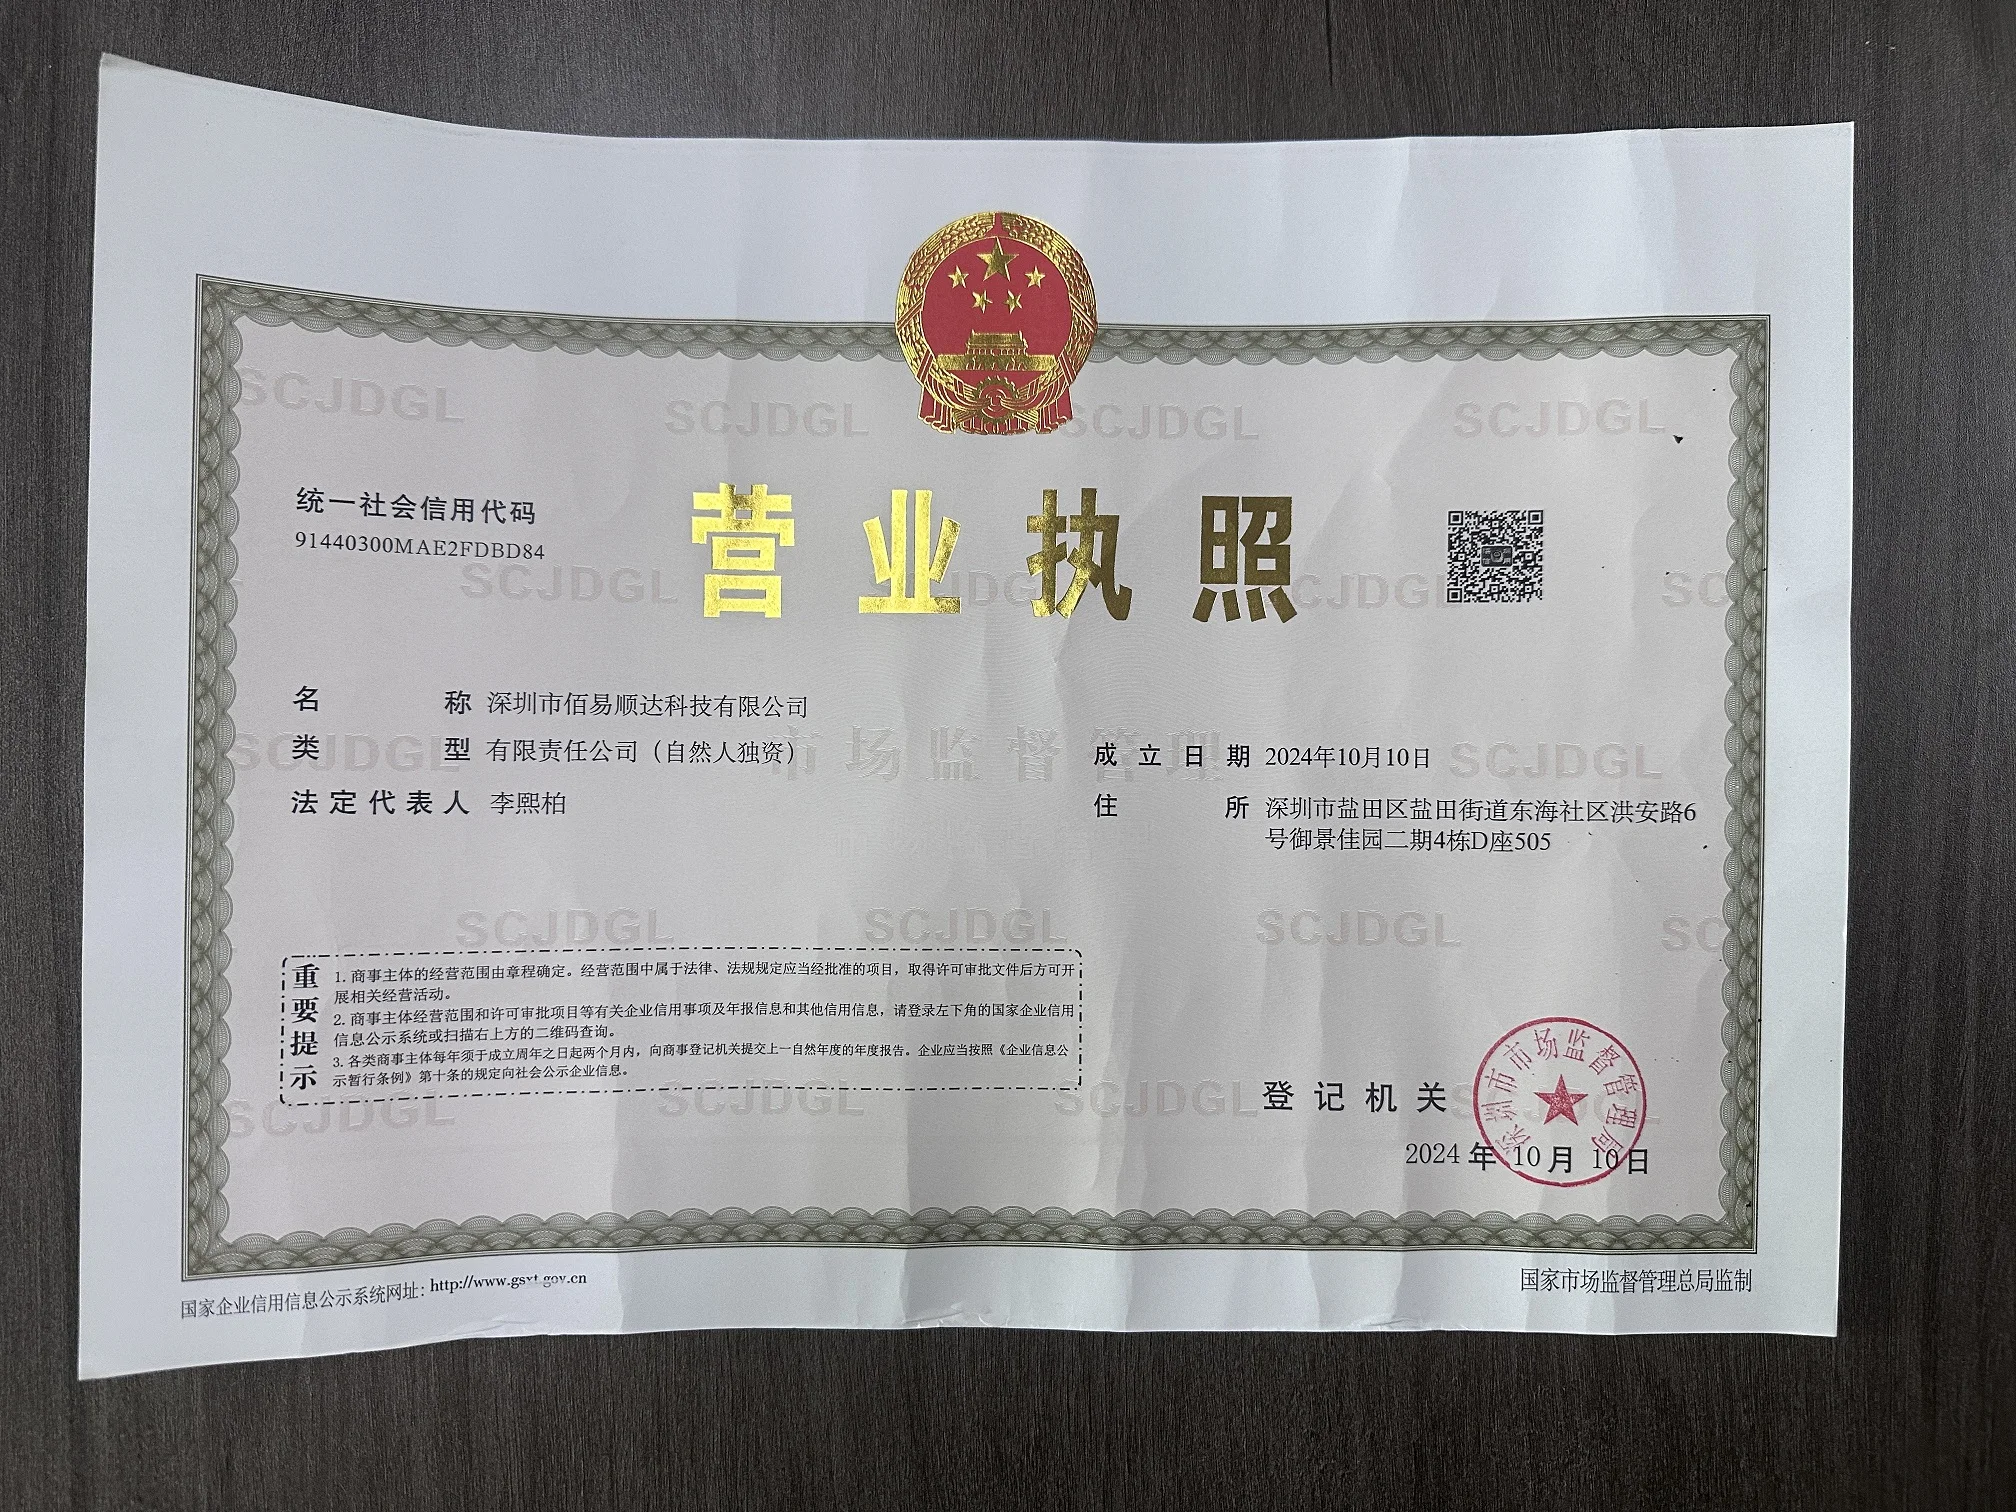 统一社会信用代码
91440300MAE2FDBD84
营业执照
名称 深圳市佰易顺达科技有限公司
类型 有限责任公司（自然人独资）
法定代表人 李熙柏
成立日期 2024年10月10日
住所 深圳市盐田区盐田街道东海社区洪安路6
号御景佳园二期4栋D座505
重要提示
1. 商事主体的经营范围由章程确定。经营范围中属于法律、法规规定应当经批准的项目，取得许可审批文件后方可开
展相关经营活动。
2. 商事主体经营范围和许可审批项目等有关企业信用事项及年报信息和其他信用信息，请登录左下角的国家企业信用
信息公示系统或扫描右上方的二维码查询。
3. 各类商事主体每年须于成立周年之日起两个月内，向商事登记机关提交上一自然年度的年度报告。企业应当按照《企业信息公
示暂行条例》第十条的规定向社会公示企业信息。
登记机关
深圳市市场监督管理局
2024年10月10日
国家企业信用信息公示系统网址：http://www.gsxt.gov.cn
国家市场监督管理总局监制
SCJDGL
市场监督管理